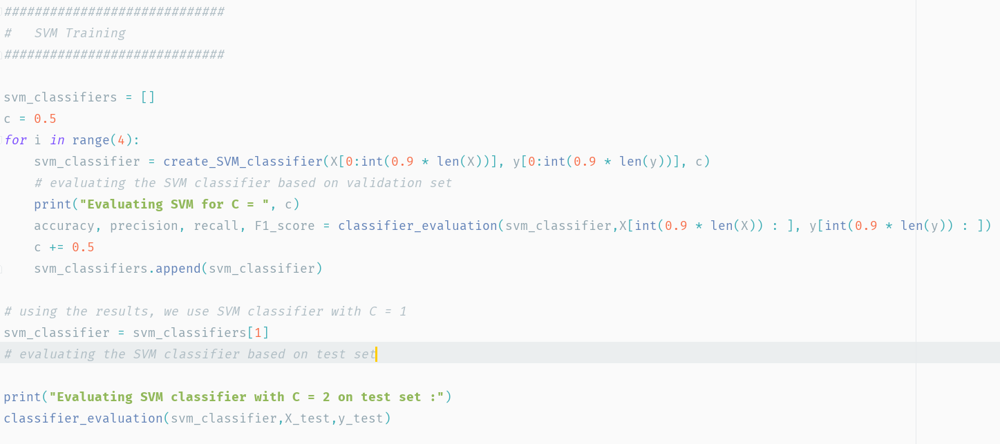 #############################
#   SVM Training
#############################
svm_classifiers = []
c = 0.5
for i in range(4):
    svm_classifier = create_SVM_classifier(X[0:int(0.9 * len(X))], y[0:int(0.9 * len(y))], c)
    # evaluating the SVM classifier based on validation set
    print("Evaluating SVM for C = ", c)
    accuracy, precision, recall, F1_score = classifier_evaluation(svm_classifier,X[int(0.9 * len(X)) : ], y[int(0.9 * len(y)) : ])
    c += 0.5
    svm_classifiers.append(svm_classifier)
# using the results, we use SVM classifier with C = 1
svm_classifier = svm_classifiers[1]
# evaluating the SVM classifier based on test set
print("Evaluating SVM classifier with C = 2 on test set :")
classifier_evaluation(svm_classifier,X_test,y_test)